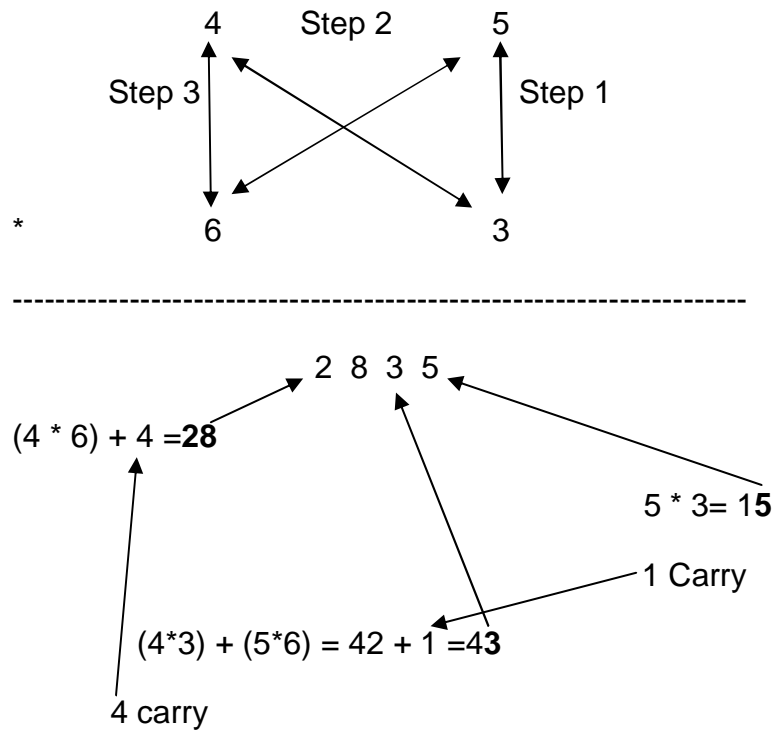 4 Step 2 5
Step 3 Step 1
* 6 3
---------------------------------------------------------------------
2 8 3 5
(4 * 6) + 4 =28
5 * 3= 15
1 Carry
(4*3) + (5*6) = 42 + 1 =43
4 carry